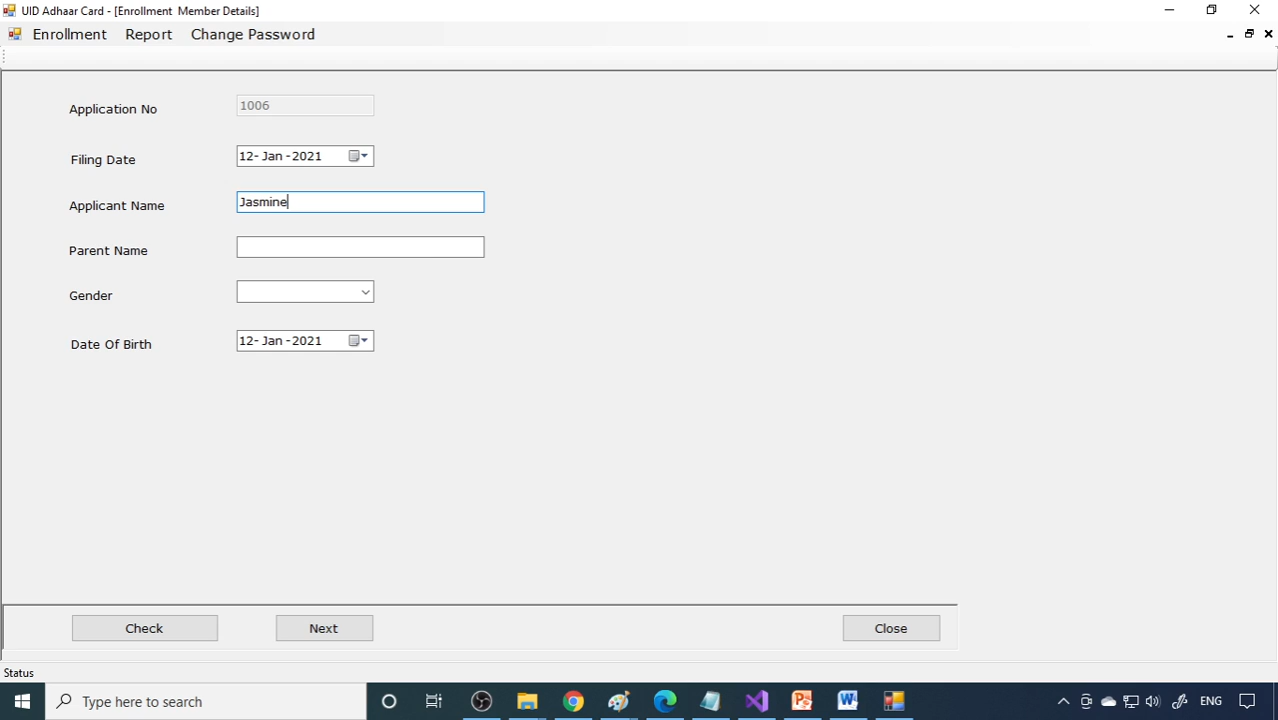 UID Adhaar Card - [Enrollment  Member Details]
Enrollment Report Change Password
Application No 1006
Filing Date 12- Jan -2021
Applicant Name Jasmine
Parent Name
Gender
Date Of Birth 12- Jan -2021
Check Next Close
Status
Type here to search ENG